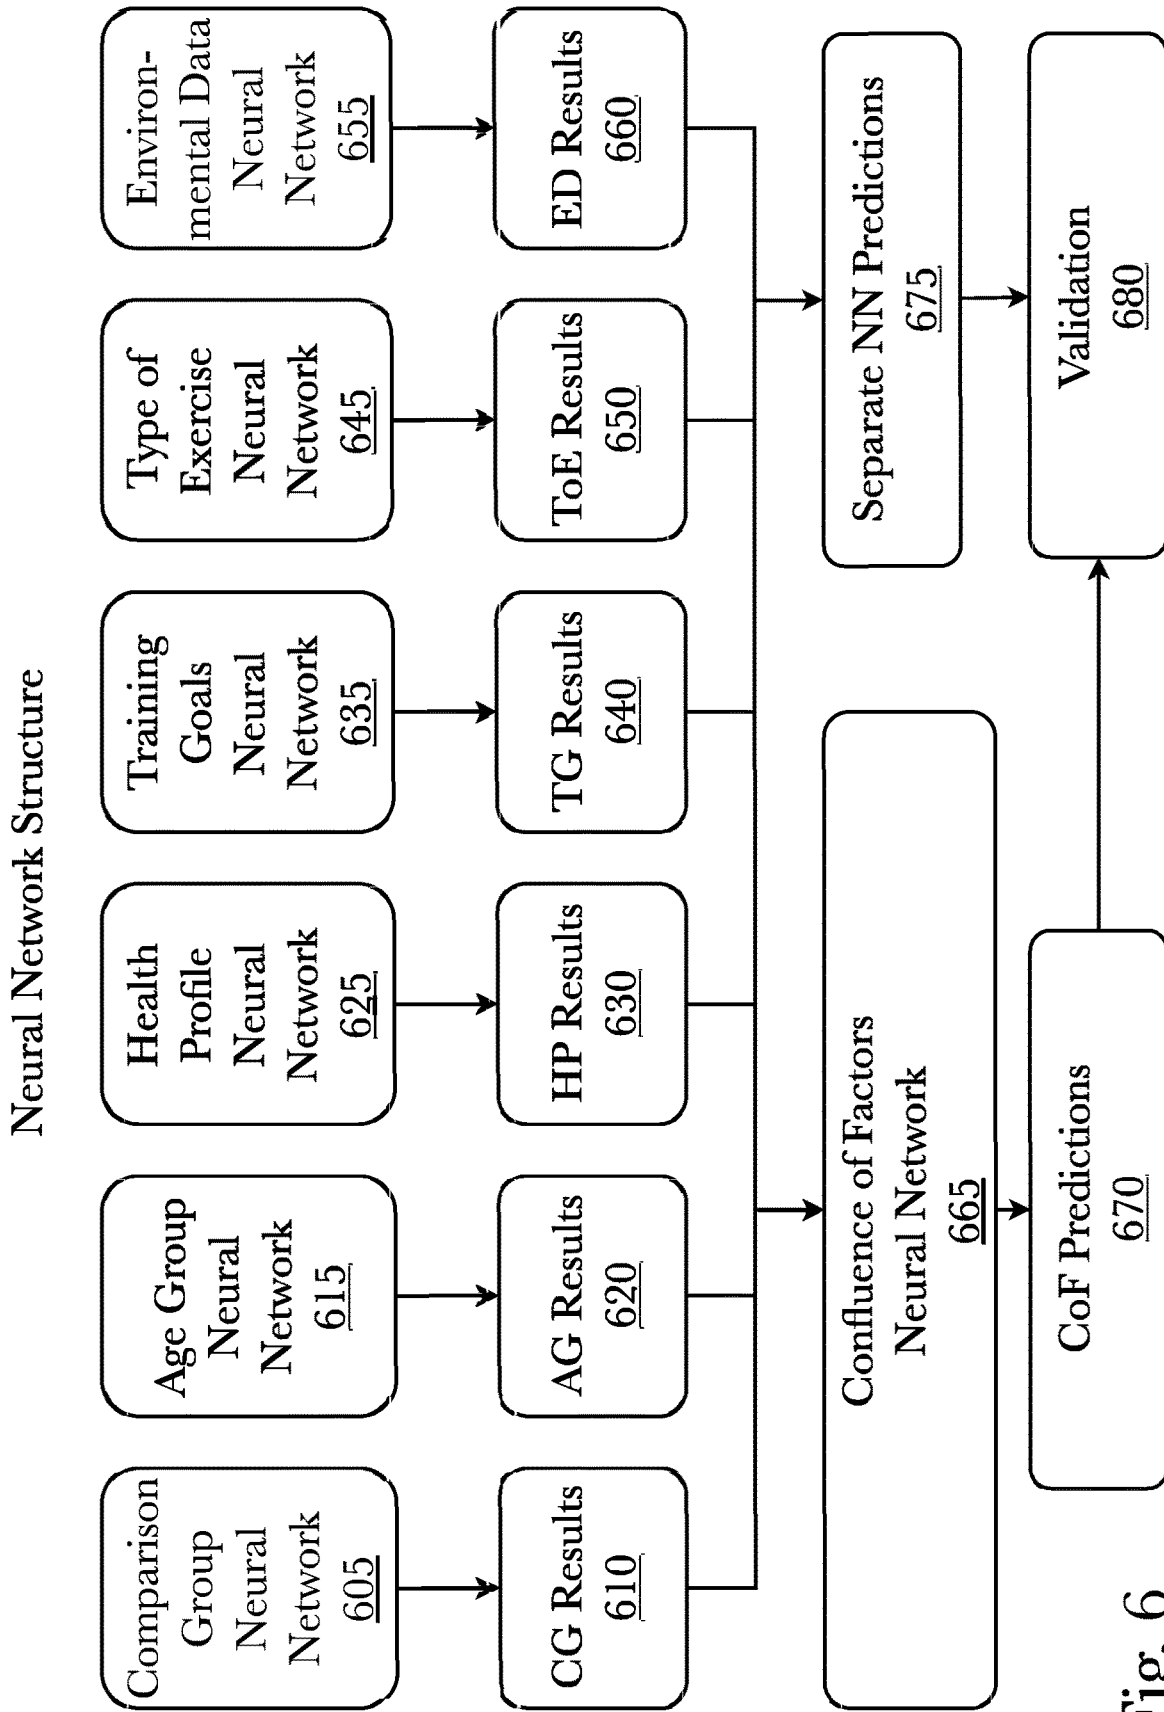 Neural Network Structure
Comparison
Group
Neural
Network
605
Age Group
Neural
Network
615
Health
Profile
Neural
Network
625
Training
Goals
Neural
Network
635
Type of
Exercise
Neural
Network
645
Environ-
mental Data
Neural
Network
655
CG Results
610
AG Results
620
HP Results
630
TG Results
640
ToE Results
650
ED Results
660
Confluence of Factors
Neural Network
665
Separate NN Predictions
675
CoF Predictions
670
Validation
680
Fig. 6